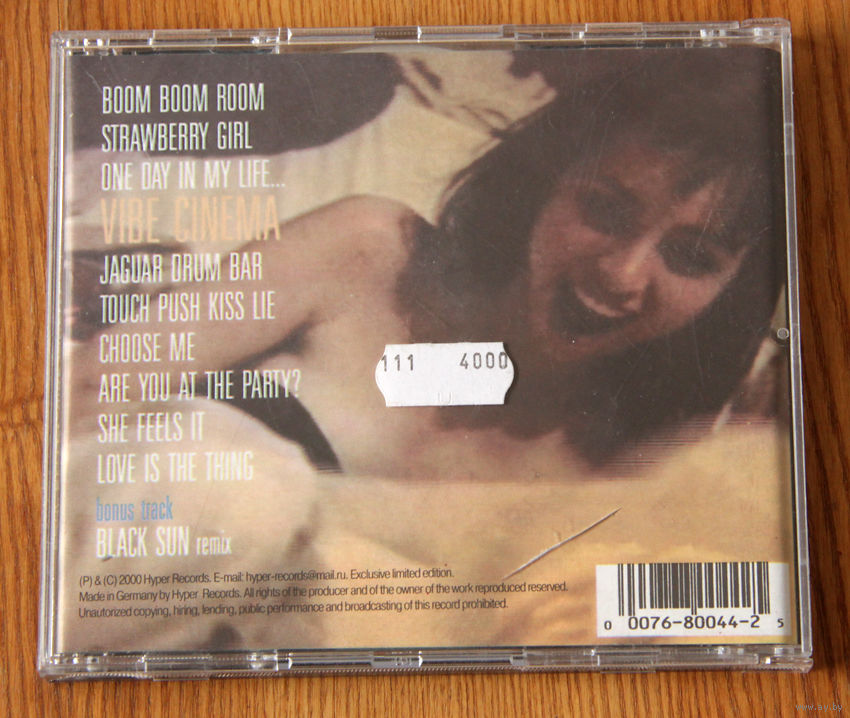 BOOM BOOM ROOM
STRAWBERRY GIRL
ONE DAY IN MY LIFE...
VIBE CINEMA
JAGUAR DRUM BAR
TOUCH PUSH KISS LIE
CHOOSE ME
ARE YOU AT THE PARTY?
SHE FEELS IT
LOVE IS THE THING
bonus track
BLACK SUN remix
111 4000
(P) & (C) 2000 Hyper Records. E-mail: hyper-records@mail.ru. Exclusive limited edition.
Made in Germany by Hyper Records. All rights of the producer and of the owner of the work reproduced reserved.
Unautorized copying, hiring, lending, public performance and broadcasting of this record prohibited.
0 0076-80044-2 5
www.ay.by